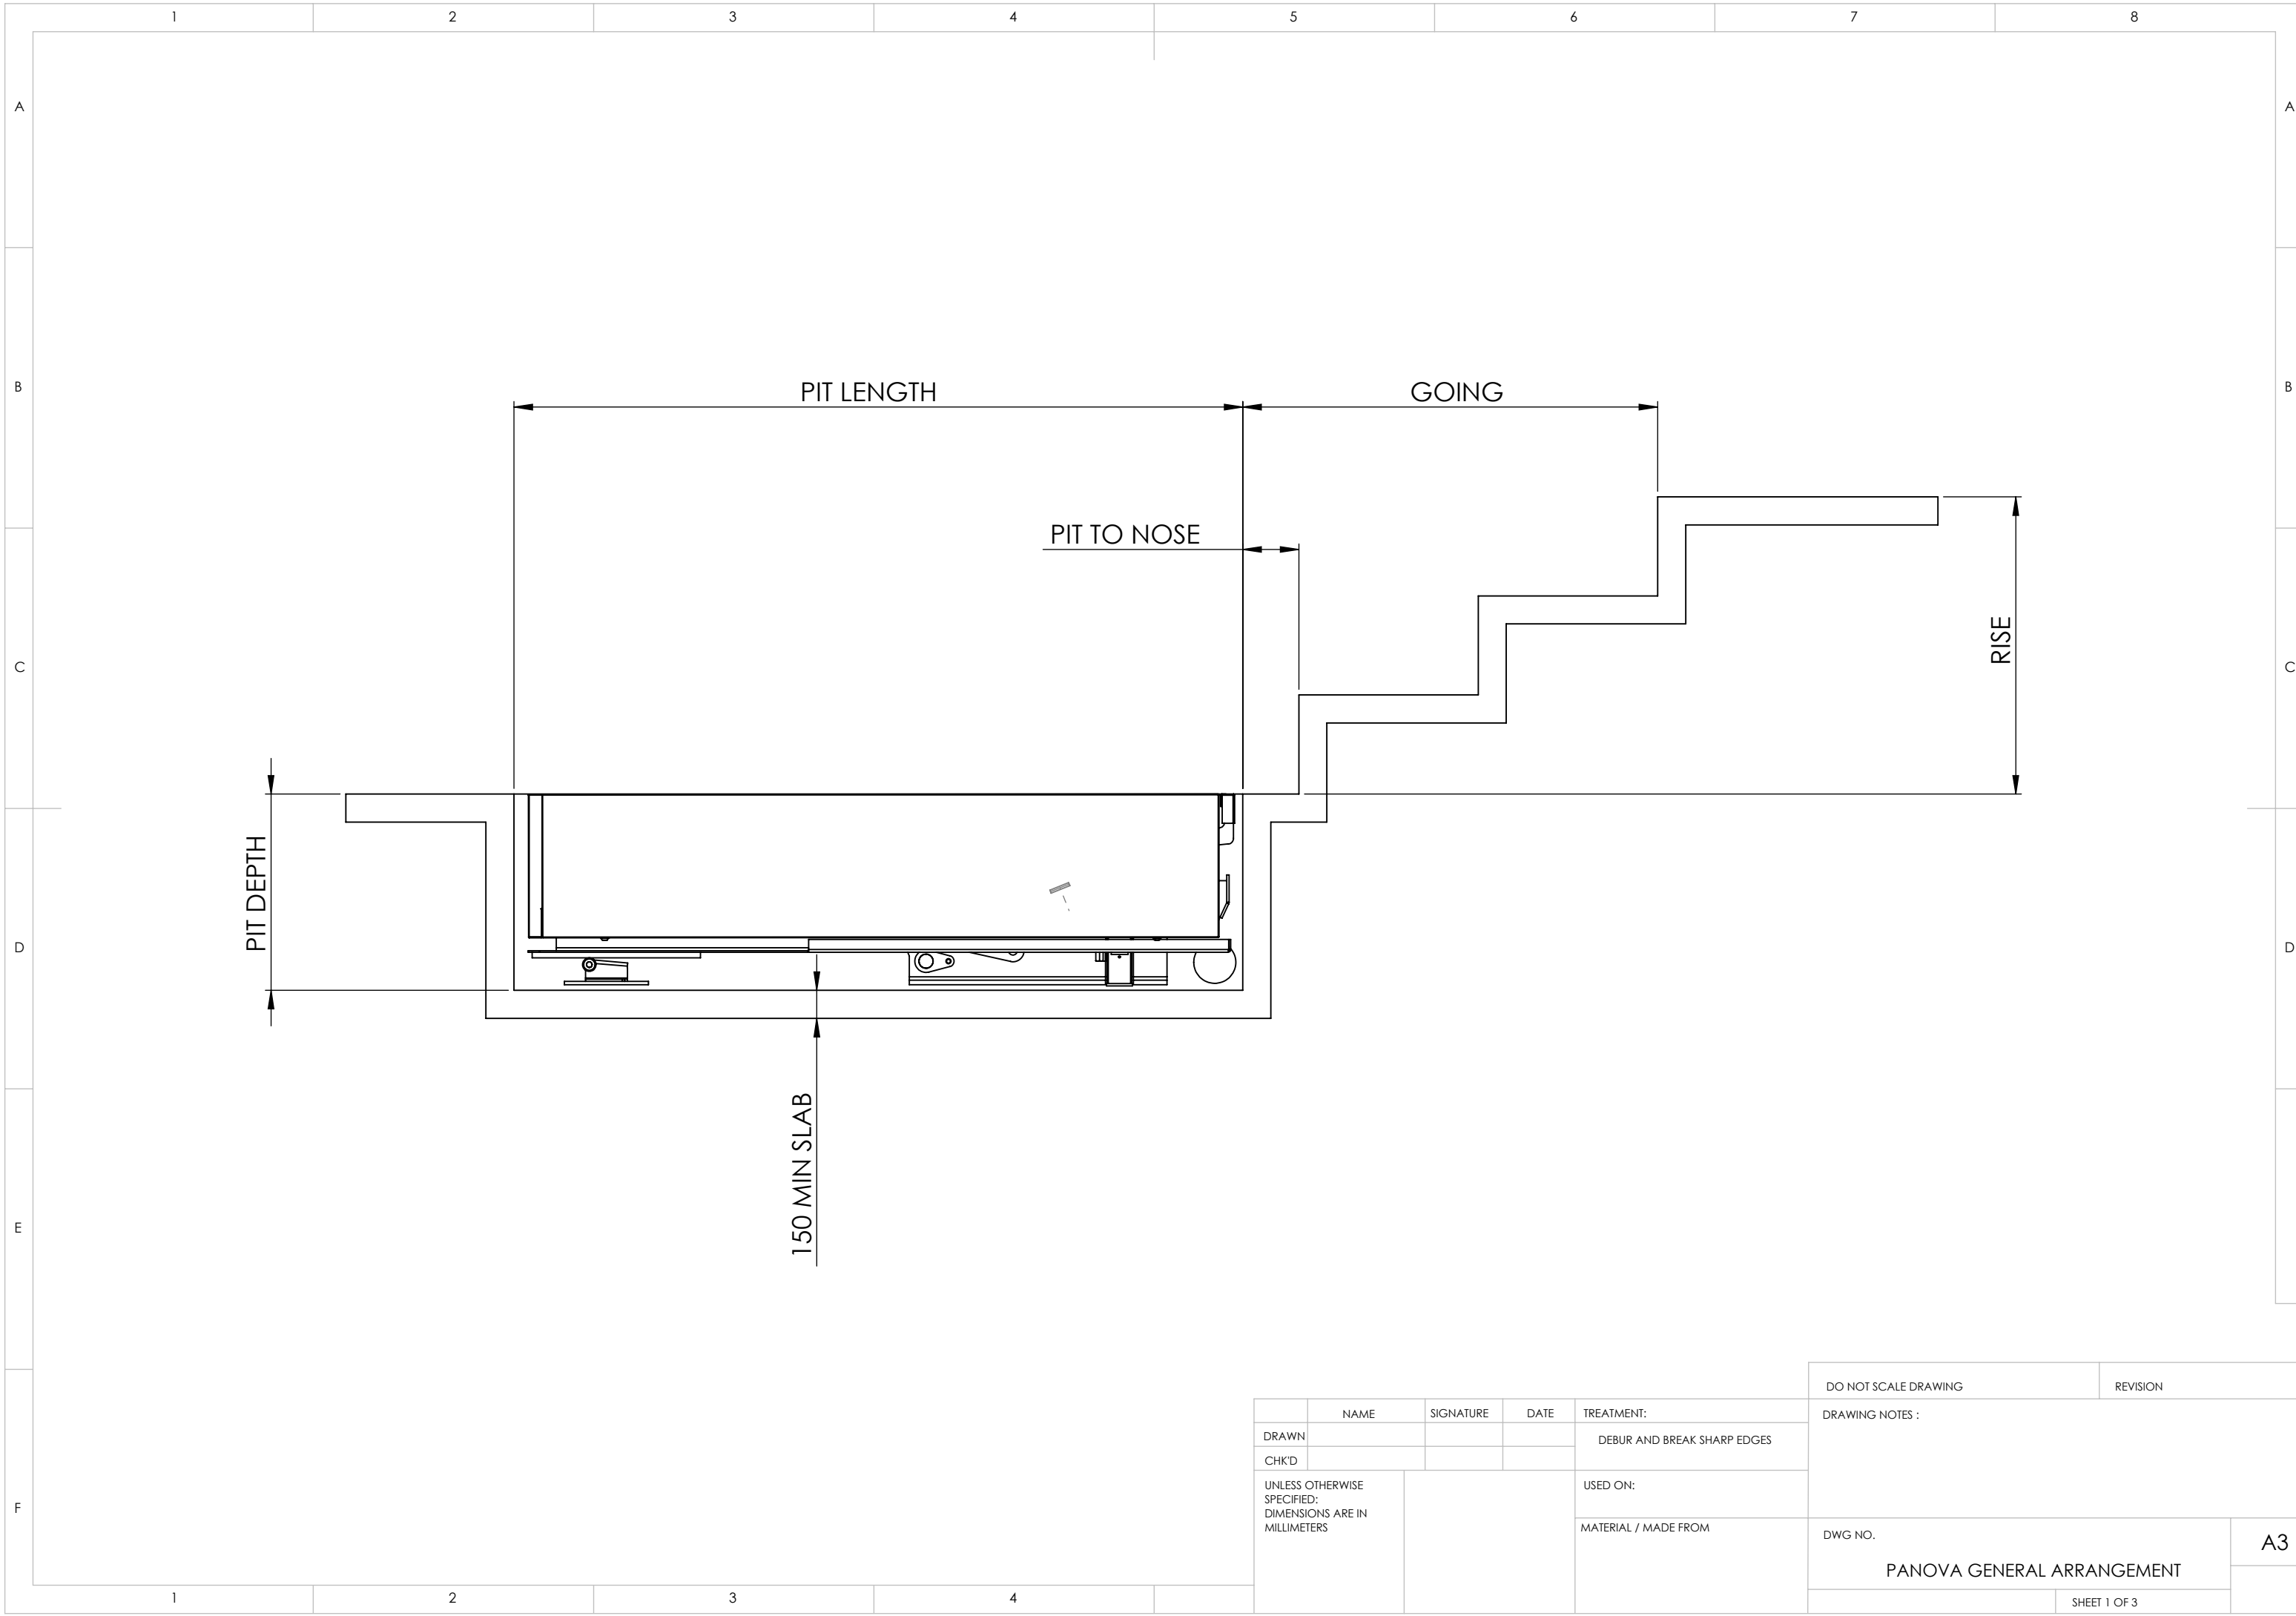 1 2 3 4 5 6 7 8
A A
B B
PIT LENGTH GOING
PIT TO NOSE
RISE
C C
PIT DEPTH
D D
150 MIN SLAB
E
DO NOT SCALE DRAWING REVISION
NAME SIGNATURE DATE TREATMENT: DRAWING NOTES :
DRAWN DEBUR AND BREAK SHARP EDGES
CHK'D
UNLESS OTHERWISE USED ON:
SPECIFIED:
F
DIMENSIONS ARE IN
MILLIMETERS MATERIAL / MADE FROM DWG NO.
A3
PANOVA GENERAL ARRANGEMENT
1 2 3 4 SHEET 1 OF 3